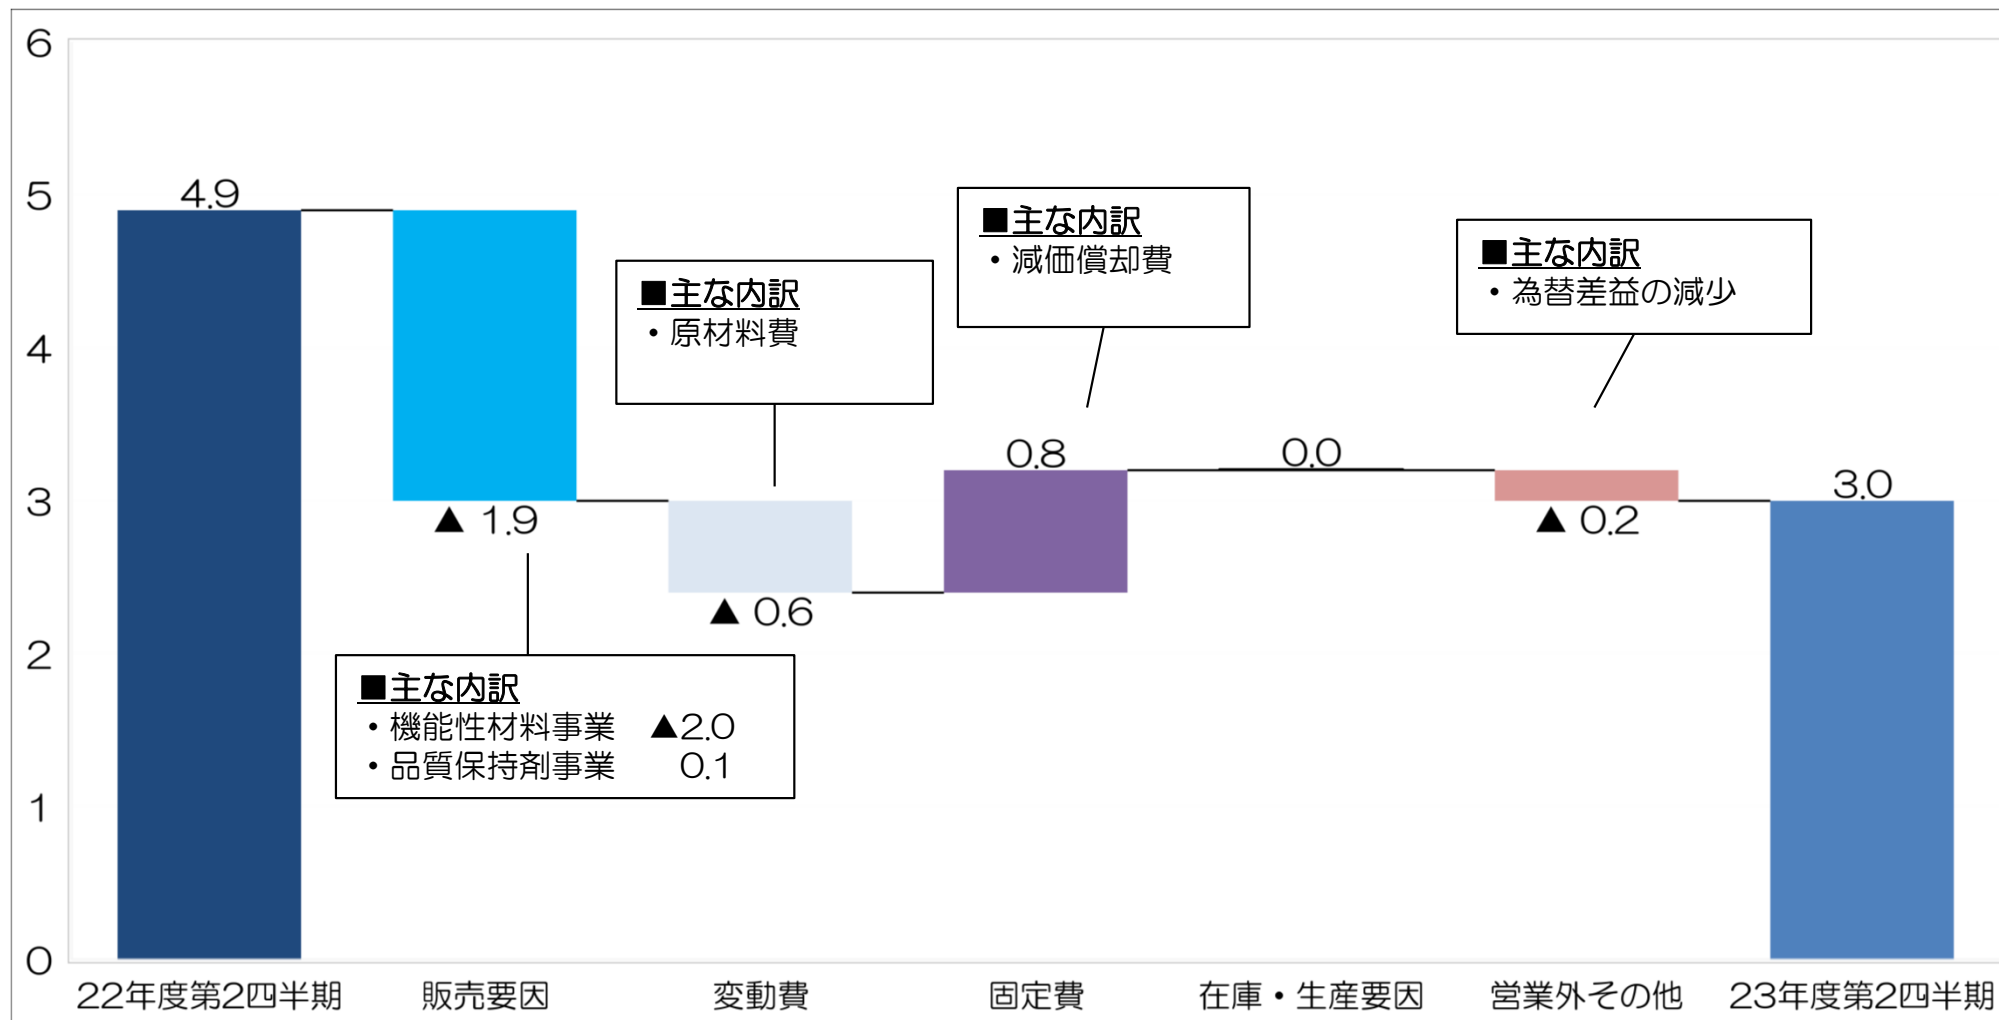 6
5
4
3
2
1
0
4.9
▲ 1.9
■主な内訳
・機能性材料事業 ▲2.0
・品質保持剤事業 0.1
■主な内訳
・原材料費
▲ 0.6
■主な内訳
・減価償却費
0.8
0.0
■主な内訳
・為替差益の減少
▲ 0.2
3.0
22年度第2四半期 販売要因 変動費 固定費 在庫・生産要因 営業外その他 23年度第2四半期